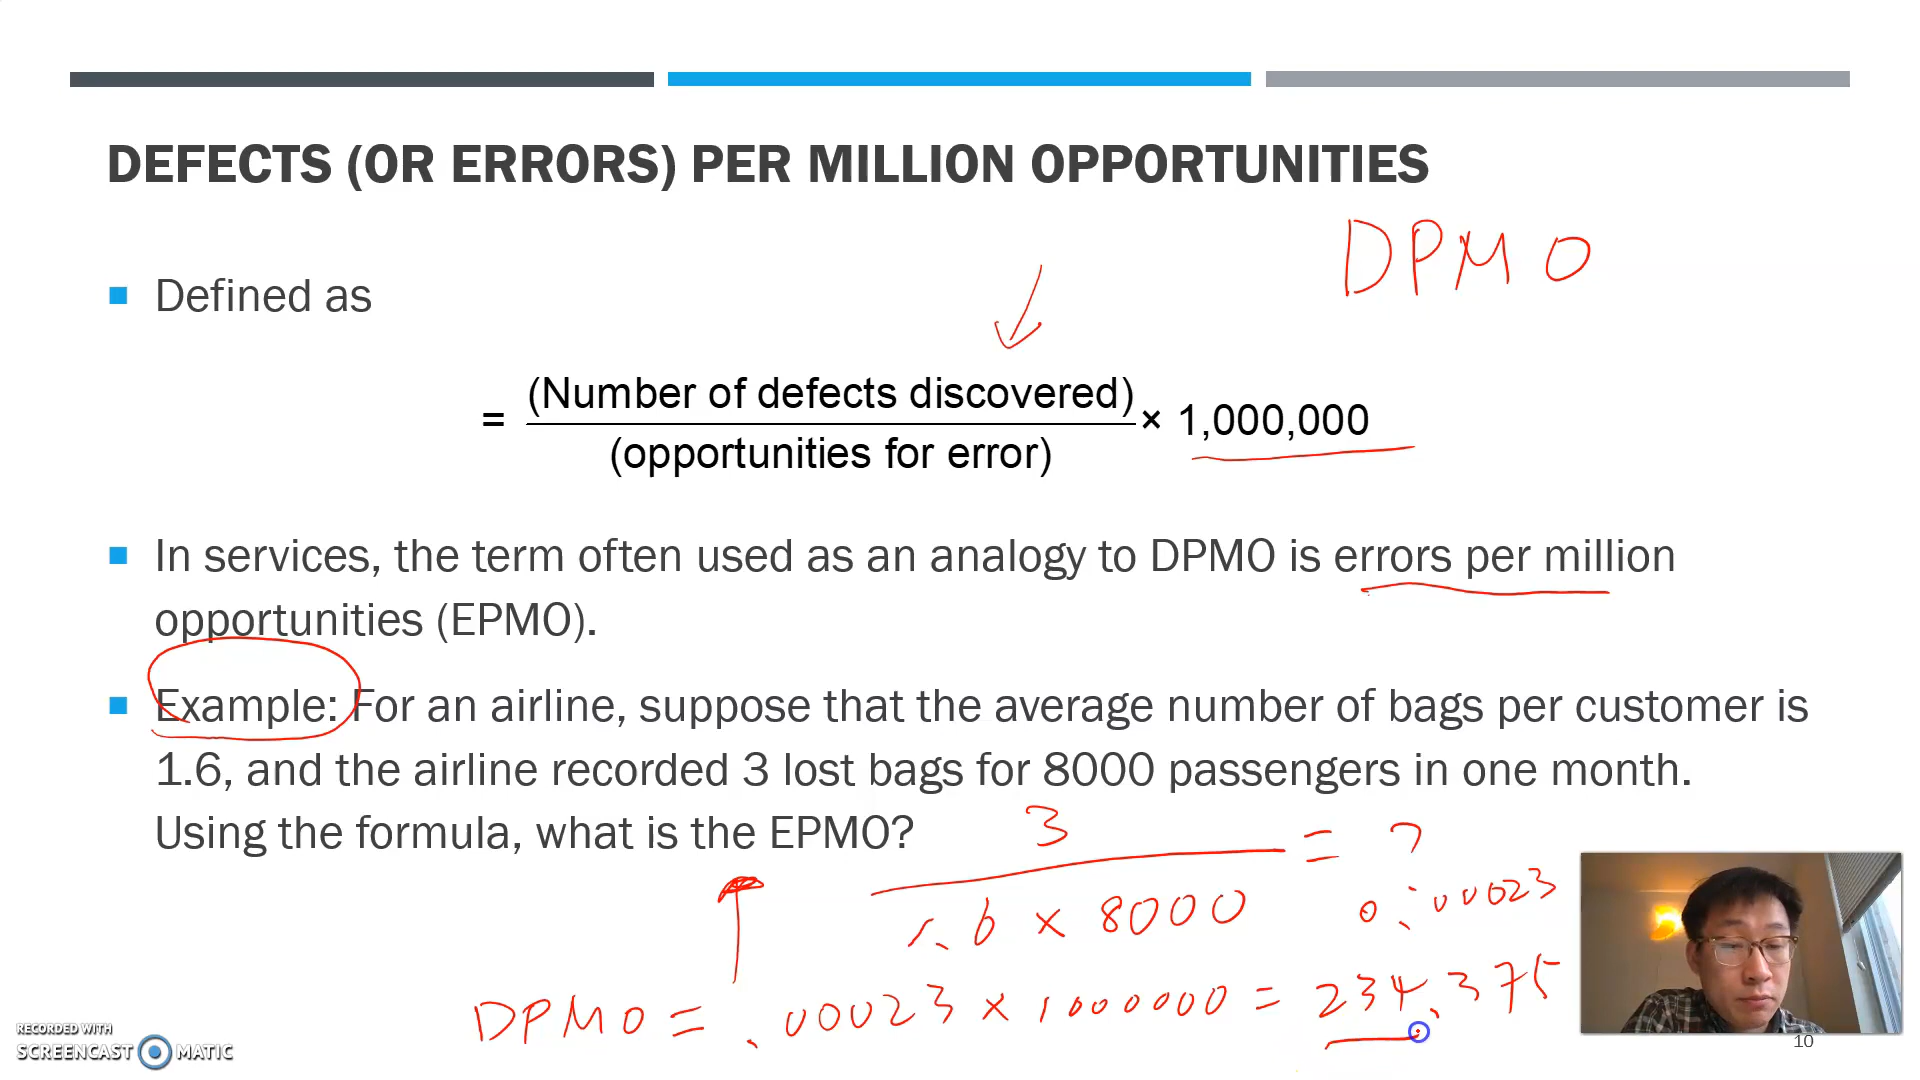 DEFECTS (OR ERRORS) PER MILLION OPPORTUNITIES
DPMO
Defined as
= (Number of defects discovered)
(opportunities for error)
× 1,000,000
In services, the term often used as an analogy to DPMO is errors per million
opportunities (EPMO).
Example: For an airline, suppose that the average number of bags per customer is
1.6, and the airline recorded 3 lost bags for 8000 passengers in one month.
Using the formula, what is the EPMO?
3
1.6 × 8000
= ?
0.00023
DPMO = .00023 × 1000000 = 234.375
RECORDED WITH
SCREENCAST MATIC
10